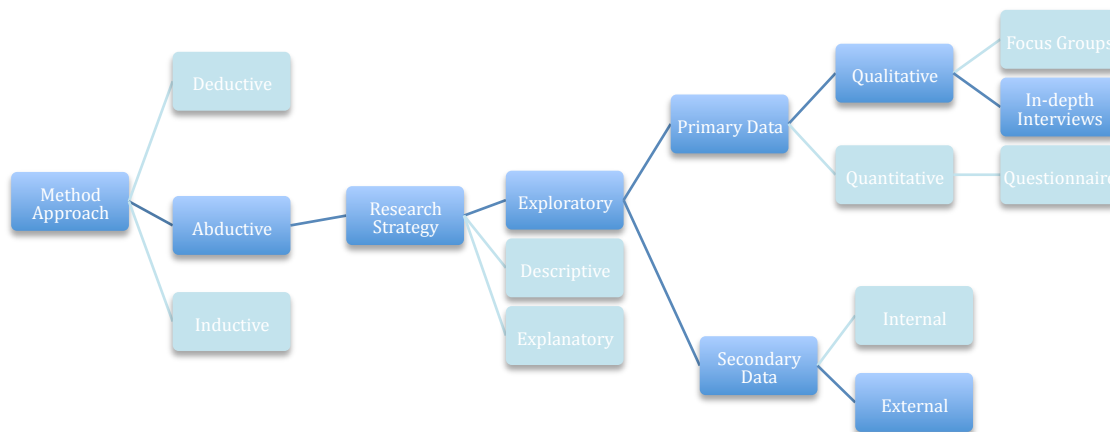 Method
Approach
Deductive
Abductive
Inductive
Research
Strategy
Exploratory
Descriptive
Explanatory
Primary Data
Secondary
Data
Qualitative
Quantitative
Focus Groups
In-depth
Interviews
Questionnaire
Internal
External